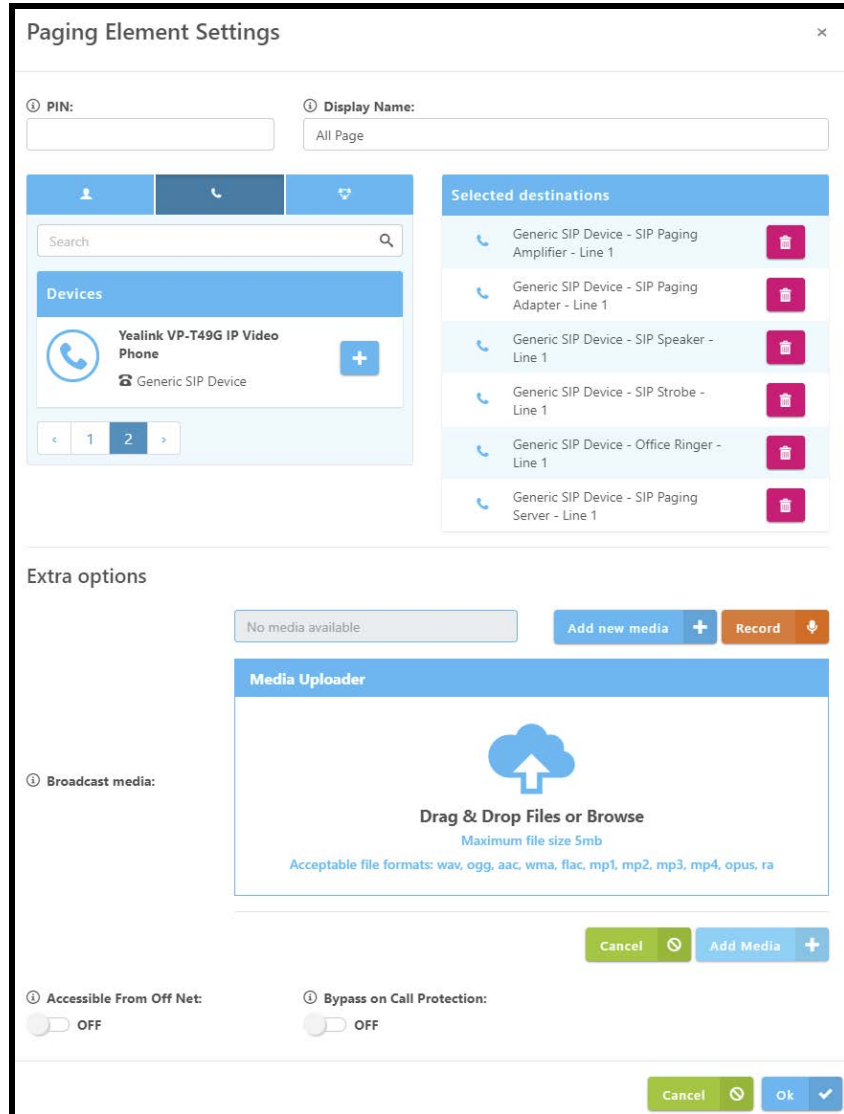 Paging Element Settings
PIN:
Display Name:
All Page
Search
Devices
Yealink VP-T49G IP Video
Phone
Generic SIP Device
1 2
Selected destinations
Generic SIP Device - SIP Paging
Amplifier - Line 1
Generic SIP Device - SIP Paging
Adapter - Line 1
Generic SIP Device - SIP Speaker -
Line 1
Generic SIP Device - SIP Strobe -
Line 1
Generic SIP Device - Office Ringer -
Line 1
Generic SIP Device - SIP Paging
Server - Line 1
Extra options
No media available
Add new media
Record
Media Uploader
Broadcast media:
Drag & Drop Files or Browse
Maximum file size 5mb
Acceptable file formats: wav, ogg, aac, wma, flac, mp1, mp2, mp3, mp4, opus, ra
Cancel
Add Media
Accessible From Off Net:
OFF
Bypass on Call Protection:
OFF
Cancel
Ok